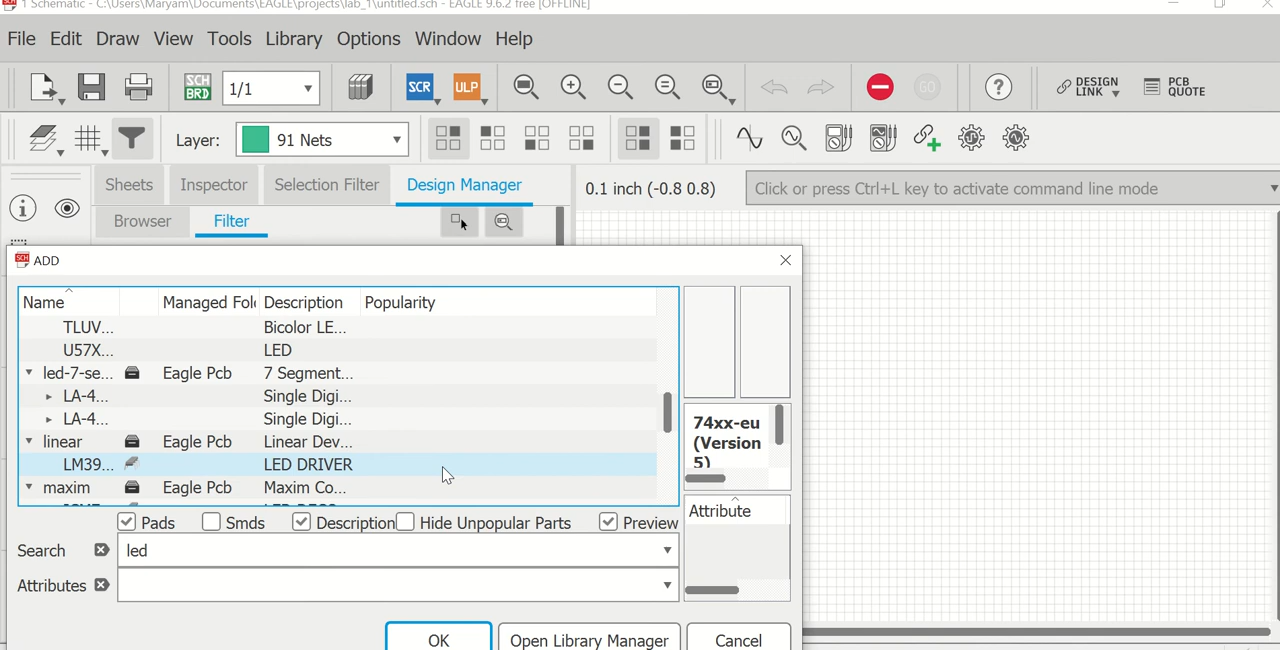 1 Schematic - C:\Users\Maryam\Documents\EAGLE\projects\lab_1\untitled.sch - EAGLE 9.6.2 free [OFFLINE]
File Edit Draw View Tools Library Options Window Help
SCH BRD 1/1 SCR ULP DESIGN LINK PCB QUOTE
Layer: 91 Nets
Sheets Inspector Selection Filter Design Manager
0.1 inch (-0.8 0.8) Click or press Ctrl+L key to activate command line mode
Browser Filter
SCH ADD
Name Managed Fol Description Popularity
TLUV... Bicolor LE...
U57X... LED
led-7-se... Eagle Pcb 7 Segment...
LA-4... Single Digi...
LA-4... Single Digi...
linear Eagle Pcb Linear Dev...
LM39... LED DRIVER
maxim Eagle Pcb Maxim Co...
74xx-eu
(Version
5)
Attribute
Pads Smds Description Hide Unpopular Parts Preview
Search led
Attributes
OK Open Library Manager Cancel